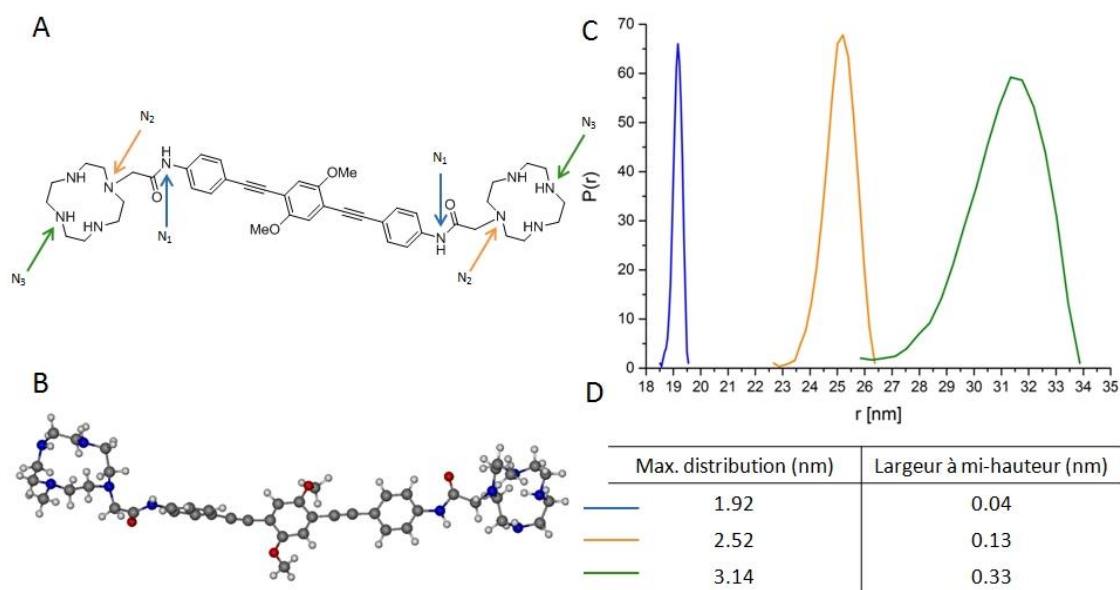 A
N₂
N₁
N₃
H
N
N
O
NH
NH
HN
OMe
OMe
N₁
O
N
H
N
N₂
NH
HN
NH
N₃
N₃
N₁
B
C
P(r)
70
60
50
40
30
20
10
0
18 19 20 21 22 23 24 25 26 27 28 29 30 31 32 33 34 35
r [nm]
D
Max. distribution (nm) Largeur à mi-hauteur (nm)
1.92 0.04
2.52 0.13
3.14 0.33